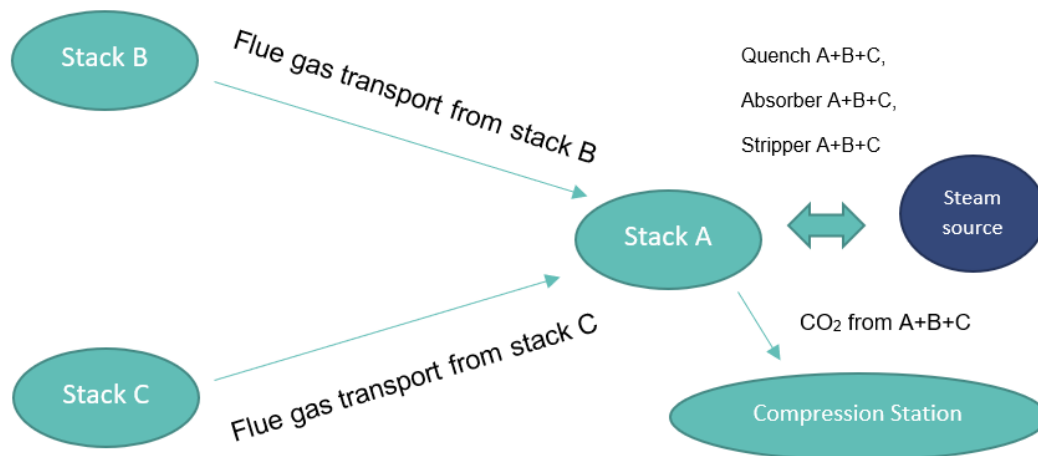 Stack B
Flue gas transport from stack B
Quench A+B+C,
Absorber A+B+C,
Stripper A+B+C
Steam
source
Stack A
CO₂ from A+B+C
Flue gas transport from stack C
Stack C
Compression Station